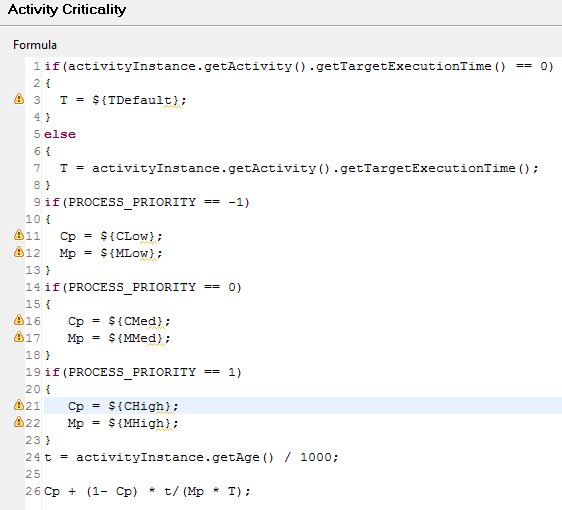 Activity Criticality
Formula
1 if(activityInstance.getActivity().getTargetExecutionTime() == 0)
2 {
3   T = ${TDefault};
4 }
5 else
6 {
7   T = activityInstance.getActivity().getTargetExecutionTime();
8 }
9 if(PROCESS_PRIORITY == -1)
10 {
11   Cp = ${CLow};
12   Mp = ${MLow};
13 }
14 if(PROCESS_PRIORITY == 0)
15 {
16    Cp = ${CMed};
17    Mp = ${MMed};
18 }
19 if(PROCESS_PRIORITY == 1)
20 {
21    Cp = ${CHigh};
22    Mp = ${MHigh};
23 }
24 t = activityInstance.getAge() / 1000;
25
26 Cp + (1- Cp) * t/(Mp * T);